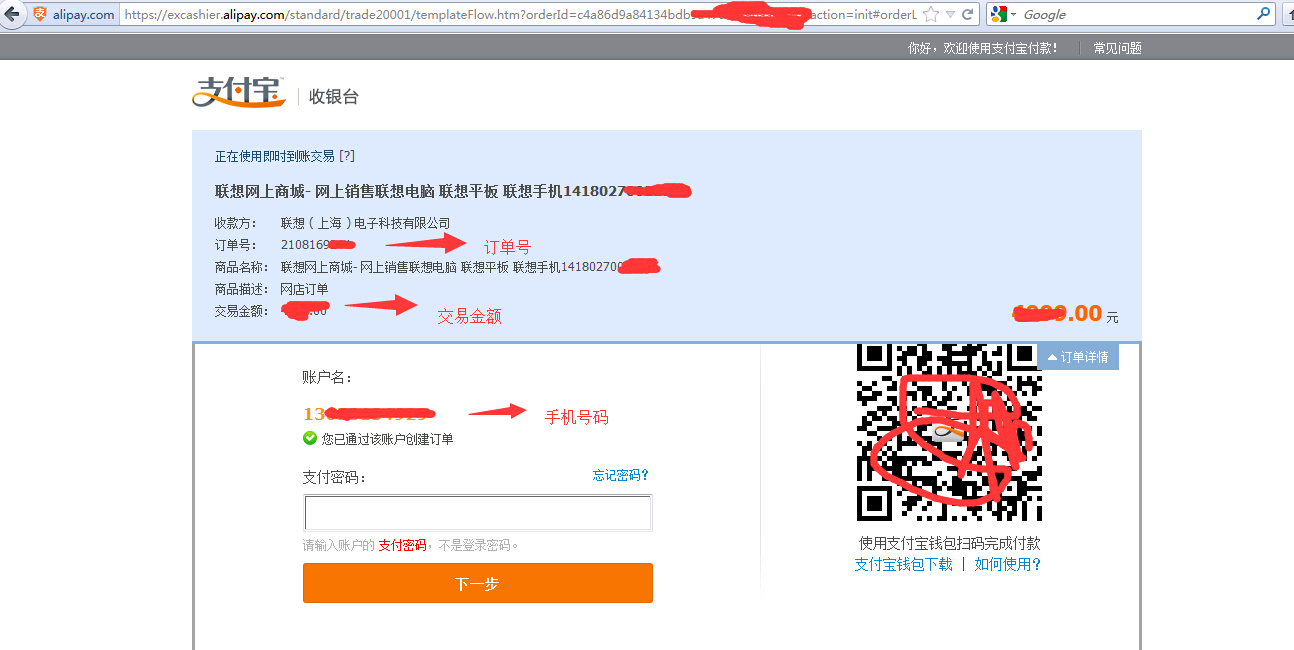 alipay.com https://excashier.alipay.com/standard/trade20001/templateFlow.htm?orderId=c4a86d9a84134bdb action=init#orderL Google
你好，欢迎使用支付宝付款！ 常见问题
支付宝 收银台
正在使用即时到账交易 [?]
联想网上商城- 网上销售联想电脑 联想平板 联想手机14180270
收款方： 联想（上海）电子科技有限公司
订单号： 2108169 订单号
商品名称： 联想网上商城- 网上销售联想电脑 联想平板 联想手机141802700
商品描述： 网店订单
交易金额： .00 交易金额
.00 元
订单详情
账户名：
13 手机号码
您已通过该账户创建订单
支付密码： 忘记密码？
请输入账户的 支付密码，不是登录密码。
下一步
使用支付宝钱包扫码完成付款
支付宝钱包下载 | 如何使用？